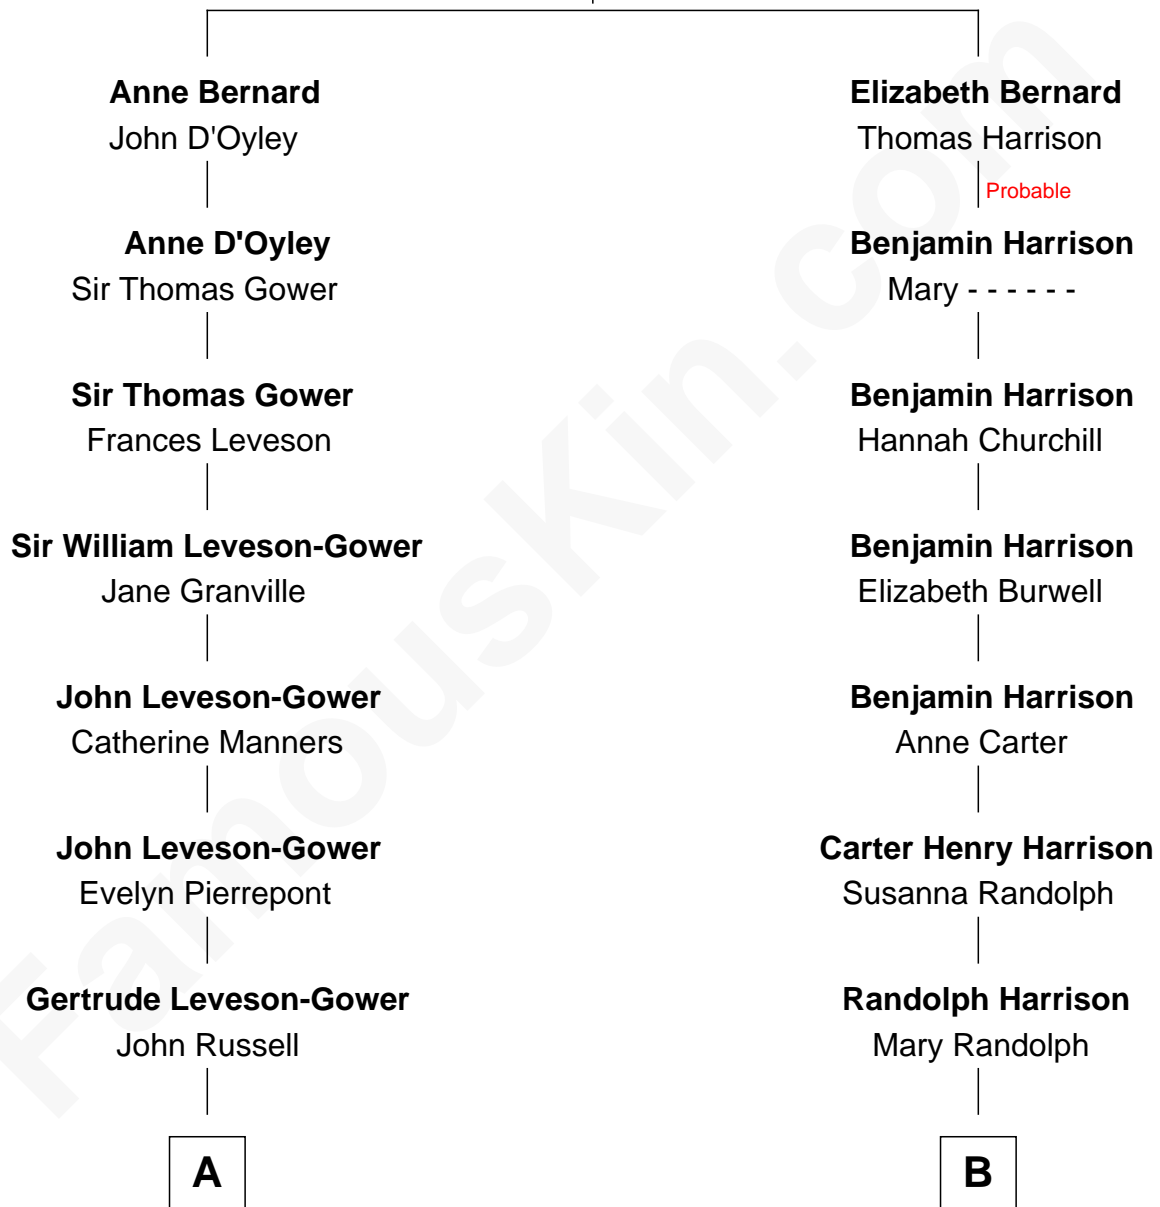 Anne Bernard
John D'Oyley
Elizabeth Bernard
Thomas Harrison
Probable
Anne D'Oyley
Sir Thomas Gower
Benjamin Harrison
Mary - - - - - -
Sir Thomas Gower
Frances Leveson
Benjamin Harrison
Hannah Churchill
Sir William Leveson-Gower
Jane Granville
Benjamin Harrison
Elizabeth Burwell
John Leveson-Gower
Catherine Manners
Benjamin Harrison
Anne Carter
John Leveson-Gower
Evelyn Pierrepont
Carter Henry Harrison
Susanna Randolph
Gertrude Leveson-Gower
John Russell
Randolph Harrison
Mary Randolph
A
B
FamousKin.com